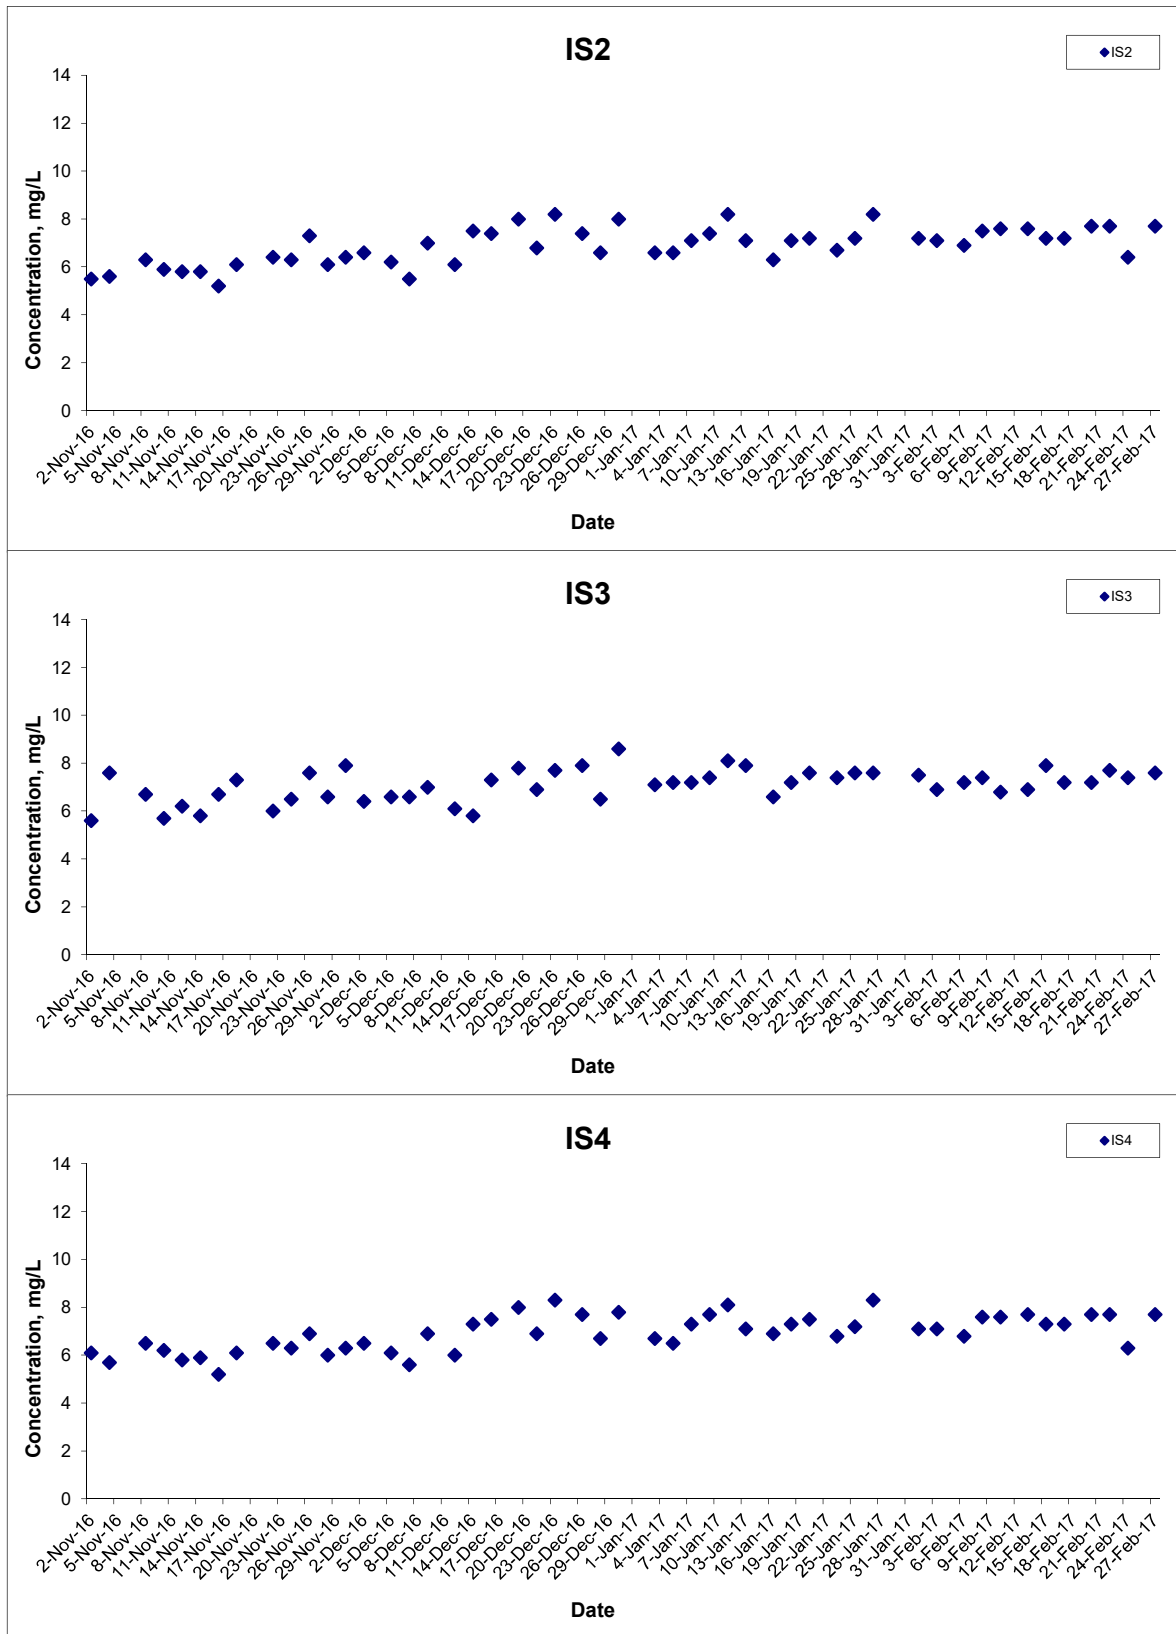 IS2
IS2
14
12
10
8
6
4
2
0
Concentration, mg/L
2-Nov-16
5-Nov-16
8-Nov-16
11-Nov-16
14-Nov-16
17-Nov-16
20-Nov-16
23-Nov-16
26-Nov-16
29-Nov-16
2-Dec-16
5-Dec-16
8-Dec-16
11-Dec-16
14-Dec-16
17-Dec-16
20-Dec-16
23-Dec-16
26-Dec-16
29-Dec-16
1-Jan-17
4-Jan-17
7-Jan-17
10-Jan-17
13-Jan-17
16-Jan-17
19-Jan-17
22-Jan-17
25-Jan-17
28-Jan-17
31-Jan-17
3-Feb-17
6-Feb-17
9-Feb-17
12-Feb-17
15-Feb-17
18-Feb-17
21-Feb-17
24-Feb-17
27-Feb-17
Date
IS3
IS3
14
12
10
8
6
4
2
0
Concentration, mg/L
2-Nov-16
5-Nov-16
8-Nov-16
11-Nov-16
14-Nov-16
17-Nov-16
20-Nov-16
23-Nov-16
26-Nov-16
29-Nov-16
2-Dec-16
5-Dec-16
8-Dec-16
11-Dec-16
14-Dec-16
17-Dec-16
20-Dec-16
23-Dec-16
26-Dec-16
29-Dec-16
1-Jan-17
4-Jan-17
7-Jan-17
10-Jan-17
13-Jan-17
16-Jan-17
19-Jan-17
22-Jan-17
25-Jan-17
28-Jan-17
31-Jan-17
3-Feb-17
6-Feb-17
9-Feb-17
12-Feb-17
15-Feb-17
18-Feb-17
21-Feb-17
24-Feb-17
27-Feb-17
Date
IS4
IS4
14
12
10
8
6
4
2
0
Concentration, mg/L
2-Nov-16
5-Nov-16
8-Nov-16
11-Nov-16
14-Nov-16
17-Nov-16
20-Nov-16
23-Nov-16
26-Nov-16
29-Nov-16
2-Dec-16
5-Dec-16
8-Dec-16
11-Dec-16
14-Dec-16
17-Dec-16
20-Dec-16
23-Dec-16
26-Dec-16
29-Dec-16
1-Jan-17
4-Jan-17
7-Jan-17
10-Jan-17
13-Jan-17
16-Jan-17
19-Jan-17
22-Jan-17
25-Jan-17
28-Jan-17
31-Jan-17
3-Feb-17
6-Feb-17
9-Feb-17
12-Feb-17
15-Feb-17
18-Feb-17
21-Feb-17
24-Feb-17
27-Feb-17
Date